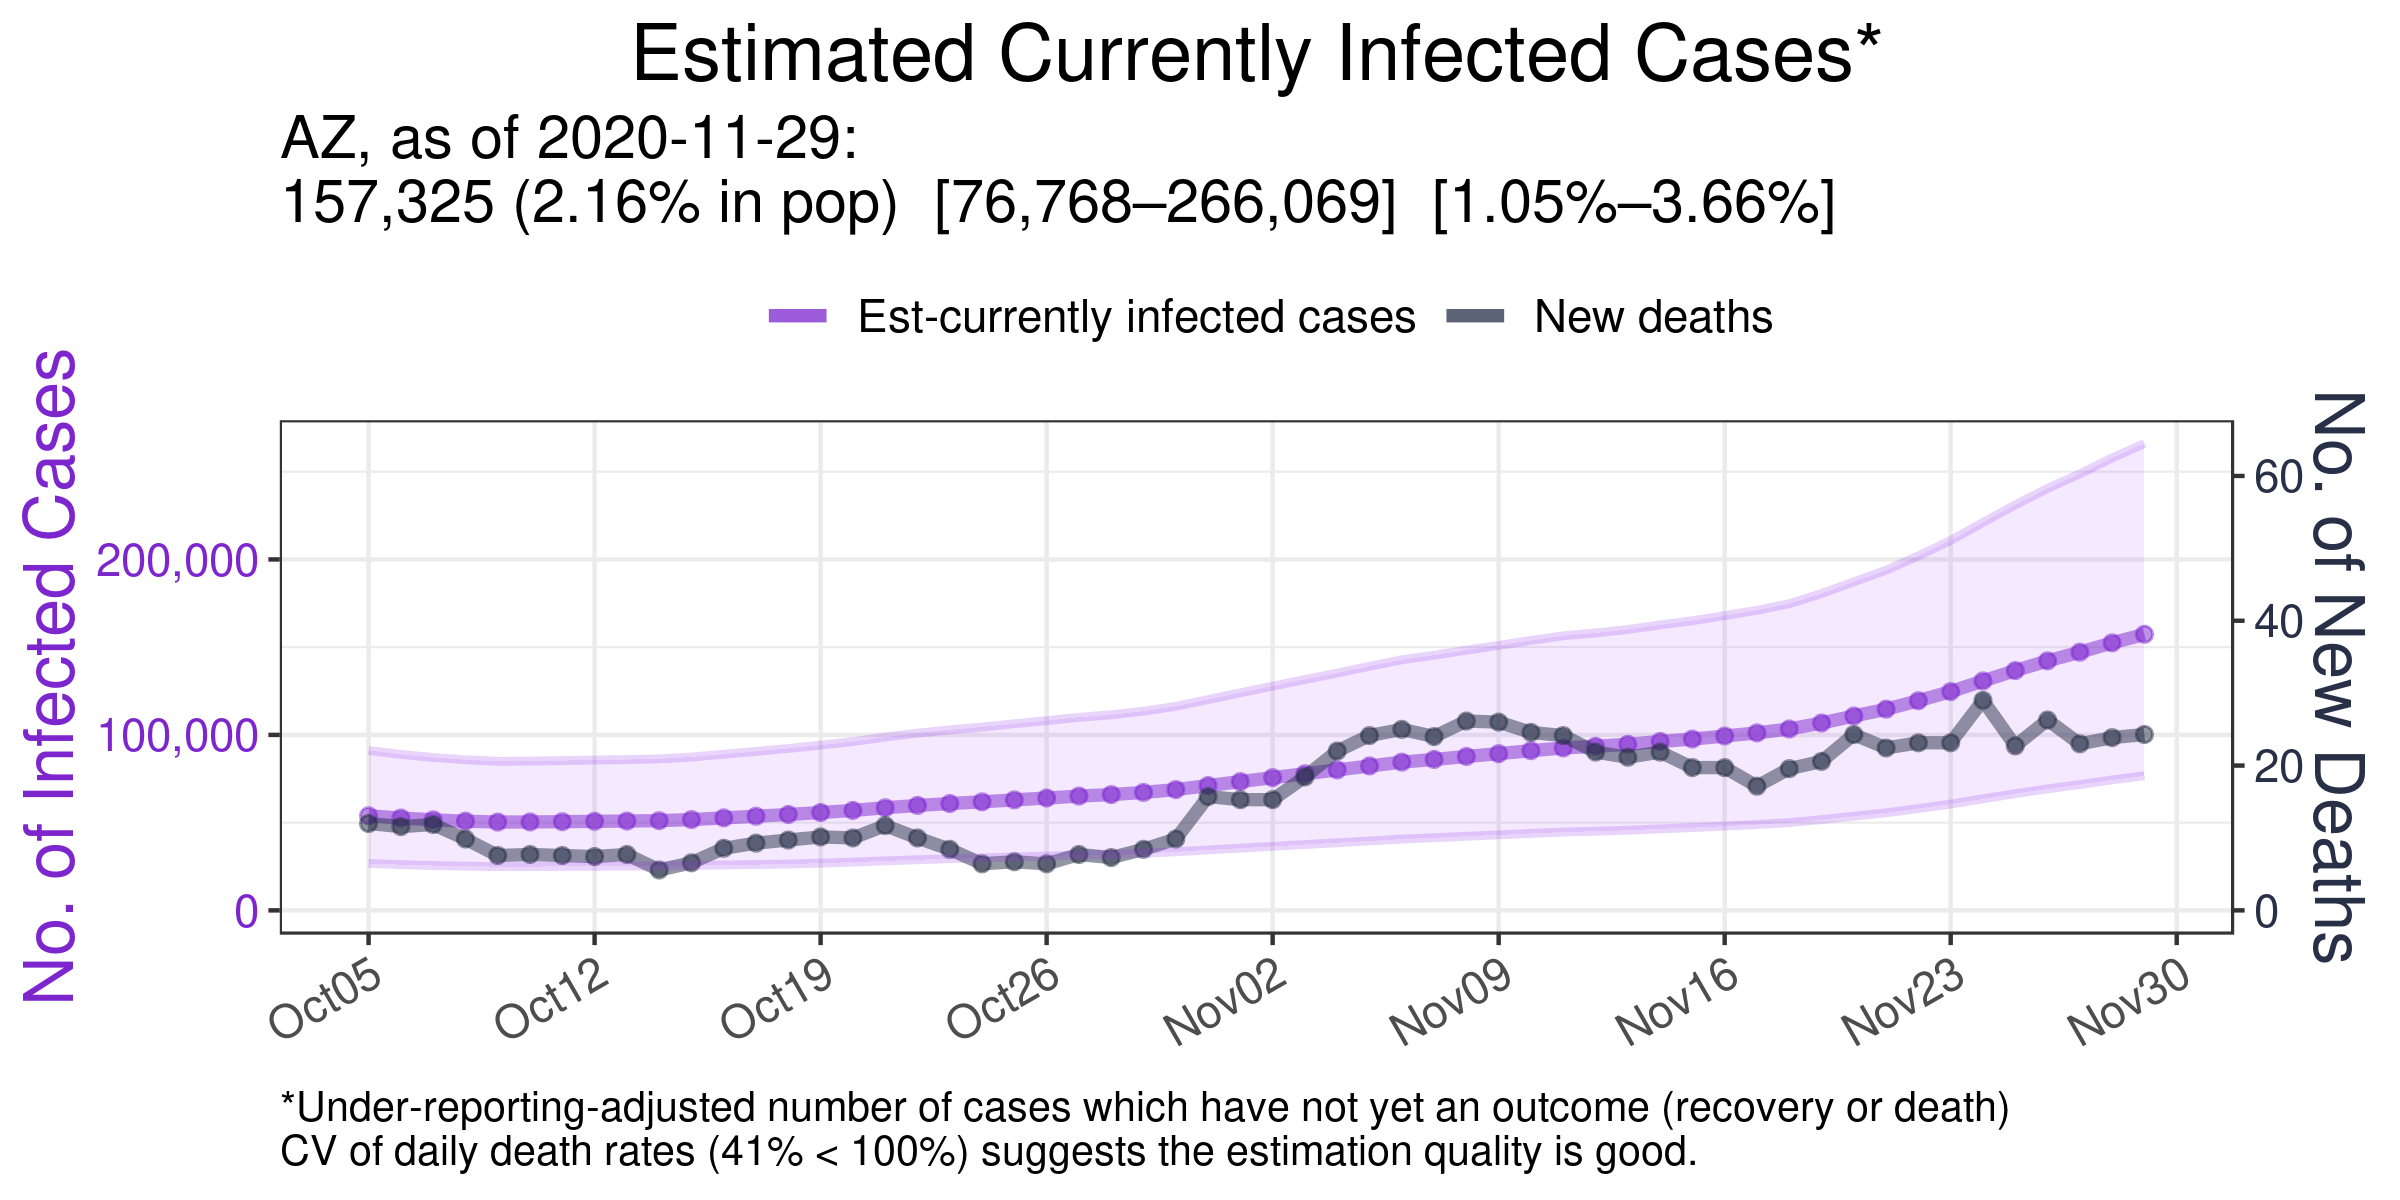 Estimated Currently Infected Cases*
AZ, as of 2020-11-29:
157,325 (2.16% in pop) [76,768–266,069] [1.05%–3.66%]
Est-currently infected cases
New deaths
No. of Infected Cases
200,000
100,000
0
No. of New Deaths
60
40
20
0
Oct05
Oct12
Oct19
Oct26
Nov02
Nov09
Nov16
Nov23
Nov30
*Under-reporting-adjusted number of cases which have not yet an outcome (recovery or death)
CV of daily death rates (41% < 100%) suggests the estimation quality is good.